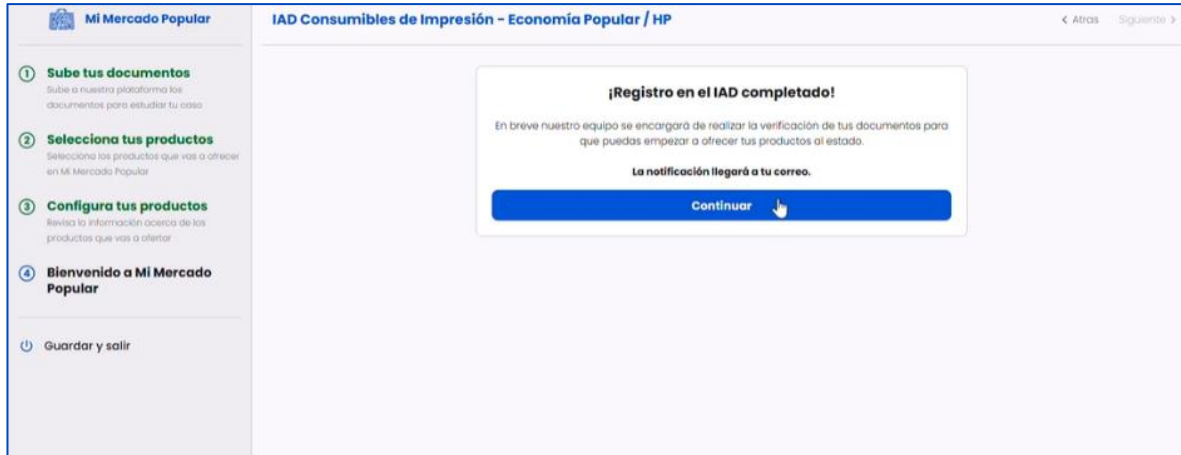 Mi Mercado Popular
IAD Consumibles de Impresión - Economía Popular / HP
< Atras
Siguiente >
1
Sube tus documentos
Sube a nuestra plataforma los
documentos para estudiar tu caso
2
Selecciona tus productos
Selecciona los productos que vas a ofrecer
en Mi Mercado Popular
3
Configura tus productos
Revisa la información acerca de los
productos que vas a ofertar
4
Bienvenido a Mi Mercado
Popular
Guardar y salir
¡Registro en el IAD completado!
En breve nuestro equipo se encargará de realizar la verificación de tus documentos para
que puedas empezar a ofrecer tus productos al estado.
La notificación llegará a tu correo.
Continuar